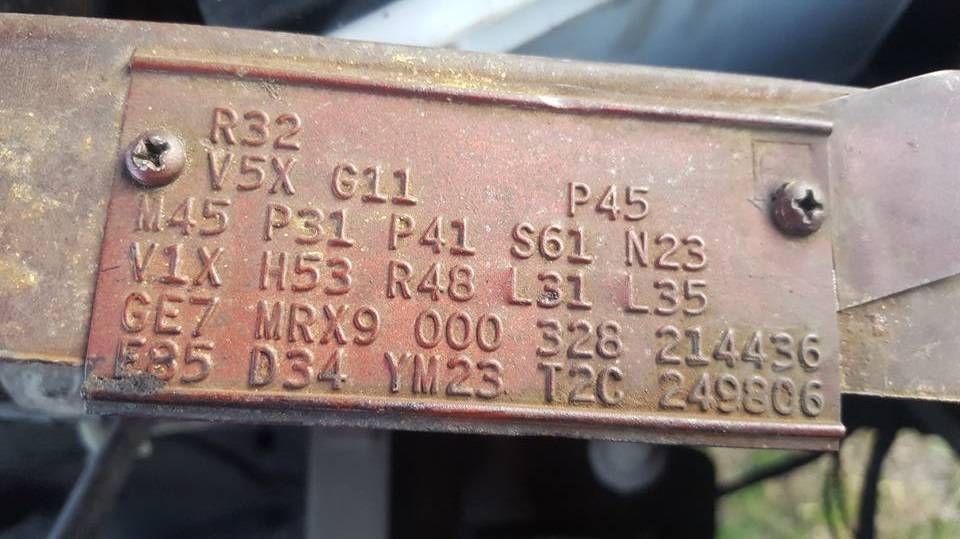 R32
V5X G11 P45
M45 P31 P41 S61 N23
V1X H53 R48 L31 L35
GE7 MRX9 000 328 214436
E85 D34 YM23 T2C 249806